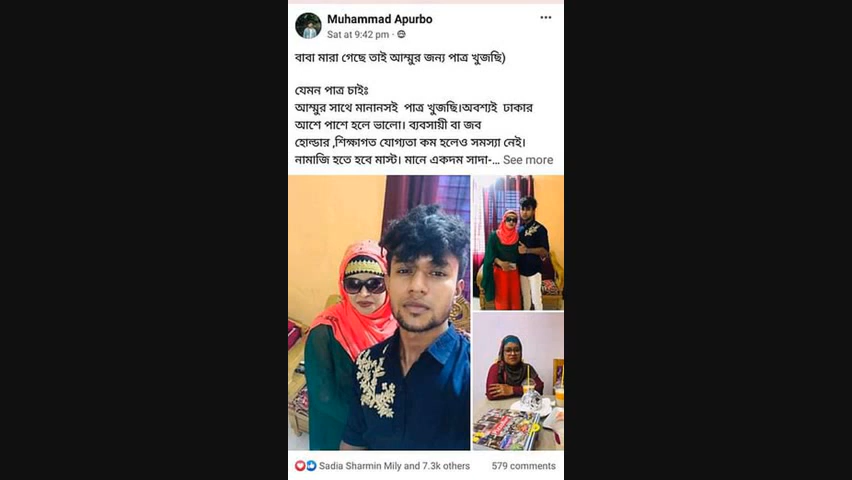 Muhammad Apurbo
Sat at 9:42 pm ·
বাবা মারা গেছে তাই আম্মুর জন্য পাত্র খুজছি)
যেমন পাত্র চাইঃ
আম্মুর সাথে মানানসই পাত্র খুজছি।অবশ্যই ঢাকার
আশে পাশে হলে ভালো। ব্যবসায়ী বা জব
হোল্ডার ,শিক্ষাগত যোগ্যতা কম হলেও সমস্যা নেই।
নামাজি হতে হবে মাস্ট। মানে একদম সাদা-... See more
Sadia Sharmin Mily and 7.3k others 579 comments